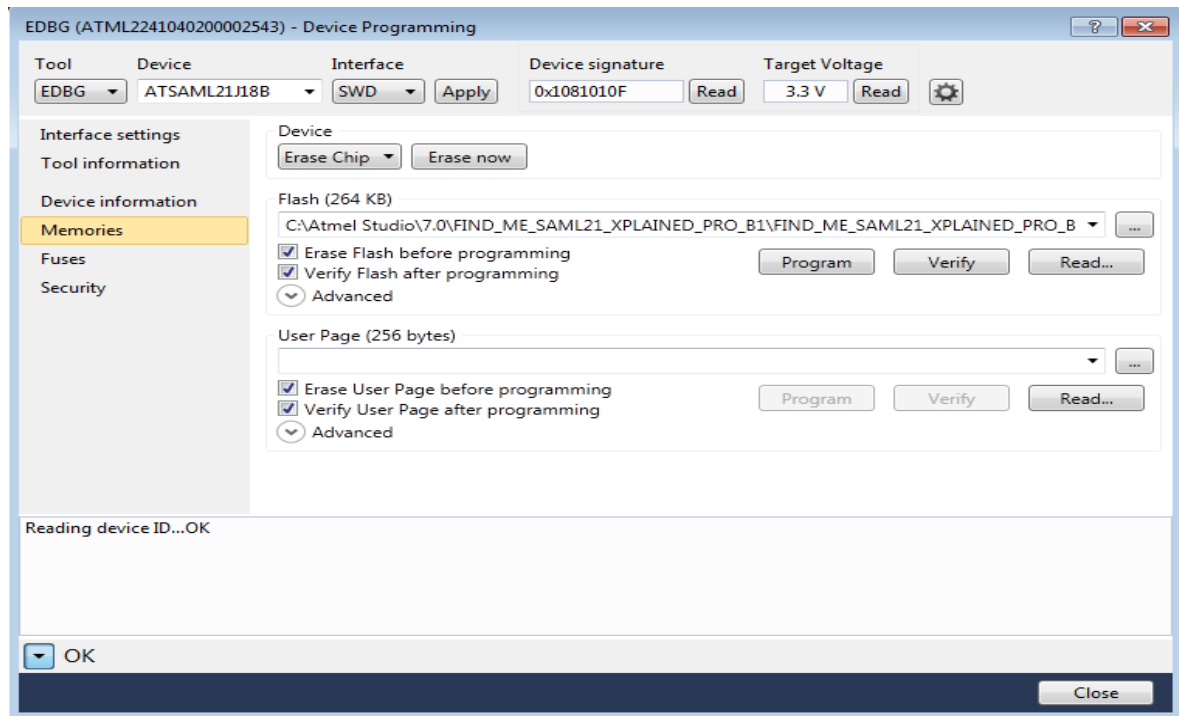 EDBG (ATML2241040200002543) - Device Programming
Tool Device Interface Device signature Target Voltage
EDBG ATSAML21J18B SWD Apply 0x1081010F Read 3.3 V Read
Interface settings
Tool information
Device information
Memories
Fuses
Security
Device
Erase Chip Erase now
Flash (264 KB)
C:\Atmel Studio\7.0\FIND_ME_SAML21_XPLAINED_PRO_B1\FIND_ME_SAML21_XPLAINED_PRO_B ...
Erase Flash before programming
Verify Flash after programming
Program Verify Read...
Advanced
User Page (256 bytes)
...
Erase User Page before programming
Verify User Page after programming
Program Verify Read...
Advanced
Reading device ID...OK
OK
Close